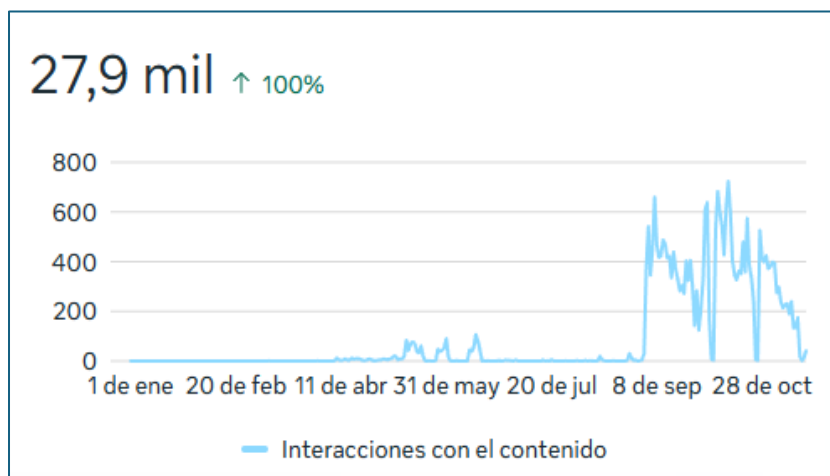 27,9 mil ↑ 100%
800
600
400
200
0
1 de ene 20 de feb 11 de abr 31 de may 20 de jul 8 de sep 28 de oct
Interacciones con el contenido